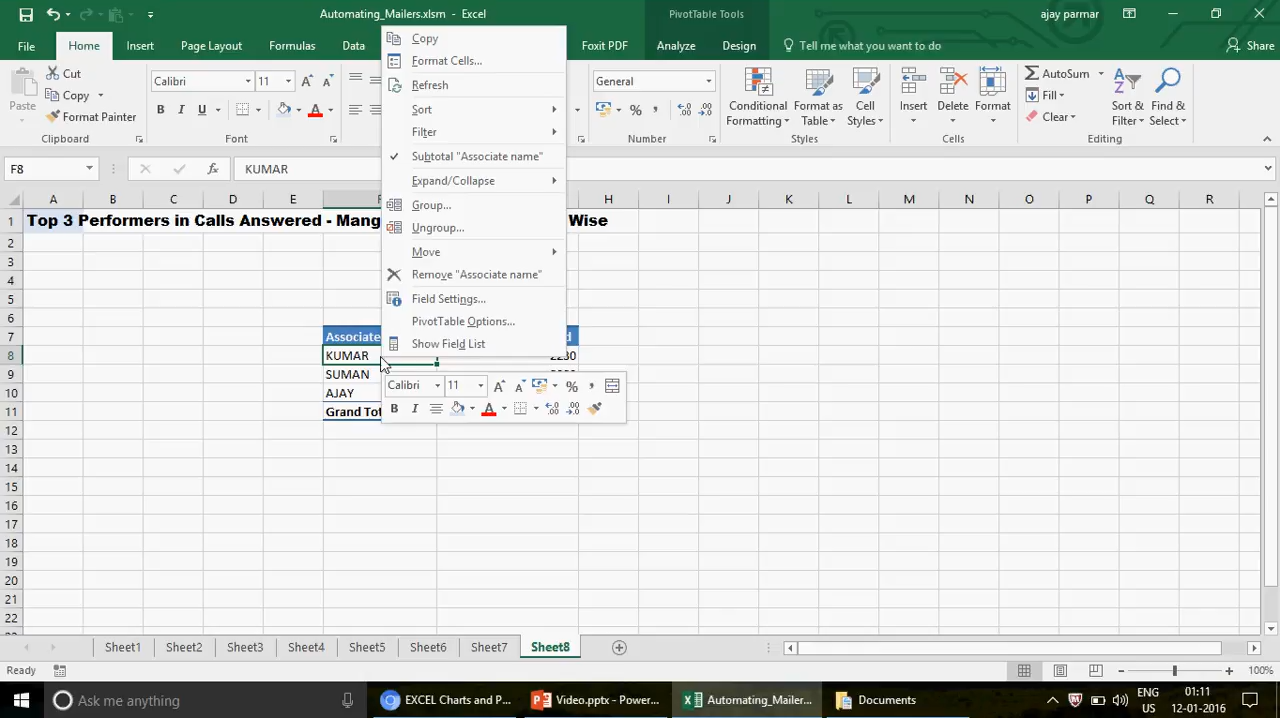 Automating_Mailers.xlsm - Excel
PivotTable Tools
ajay parmar
File
Home
Insert
Page Layout
Formulas
Data
Foxit PDF
Analyze
Design
Tell me what you want to do
Share
Paste
Cut
Copy
Format Painter
Clipboard
Calibri
11
B
I
U
Font
General
Number
Conditional
Formatting
Format as
Table
Cell
Styles
Styles
Insert
Delete
Format
Cells
AutoSum
Fill
Clear
Sort &
Filter
Find &
Select
Editing
F8
KUMAR
A B C D E H I J K L M N O P Q R
1 Top 3 Performers in Calls Answered - Mang Wise
2
3
4
5
6
7 Associate
8 KUMAR
9 SUMAN
10 AJAY
11 Grand Tot
12
13
14
15
16
17
18
19
20
21
22
Copy
Format Cells...
Refresh
Sort
Filter
Subtotal "Associate name"
Expand/Collapse
Group...
Ungroup...
Move
Remove "Associate name"
Field Settings...
PivotTable Options...
Show Field List
Calibri 11
B I A
Sheet1 Sheet2 Sheet3 Sheet4 Sheet5 Sheet6 Sheet7 Sheet8
Ready
100%
Ask me anything
EXCEL Charts and P...
Video.pptx - Power...
Automating_Mailer...
Documents
ENG
US
01:11
12-01-2016